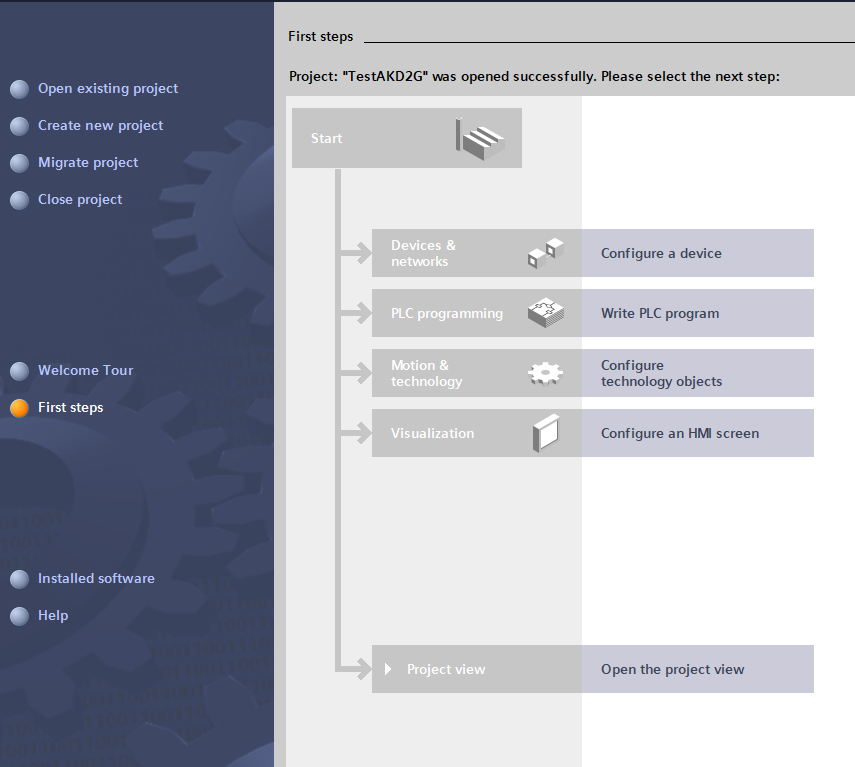 First steps
Project: "TestAKD2G" was opened successfully. Please select the next step:
Open existing project
Create new project
Migrate project
Close project
Welcome Tour
First steps
Installed software
Help
Start
Devices &
networks
Configure a device
PLC programming
Write PLC program
Motion &
technology
Configure
technology objects
Visualization
Configure an HMI screen
Project view
Open the project view